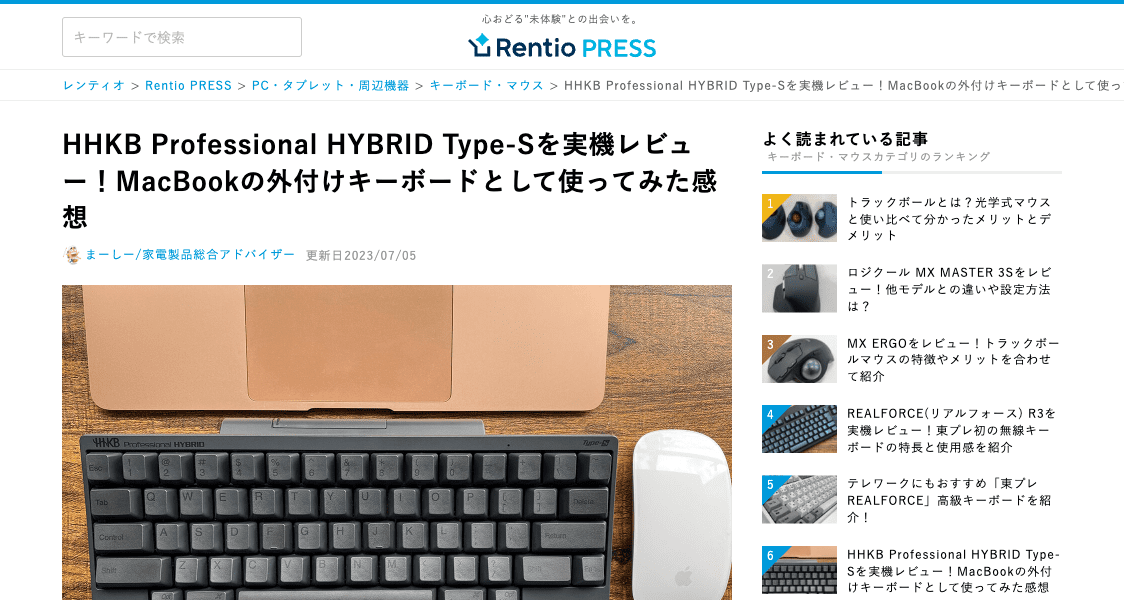 心おどる"未体験"との出会いを。
キーワードで検索
Rentio PRESS
レンティオ > Rentio PRESS > PC・タブレット・周辺機器 > キーボード・マウス > HHKB Professional HYBRID Type-Sを実機レビュー！MacBookの外付けキーボードとして使っ
HHKB Professional HYBRID Type-Sを実機レビュ
ー！MacBookの外付けキーボードとして使ってみた感
想
まーしー/家電製品総合アドバイザー 更新日2023/07/05
HHKB Professional HYBRID Type-S
Esc ! 1 @ 2 # 3 $ 4 % 5 6 & 7 8 9 0
Tab Q W E R T Y U I O P Delete
Control A S D F G H J K L Return
Shift Z X C V B N M Shift Fn
よく読まれている記事
キーボード・マウスカテゴリのランキング
1
トラックボールとは？光学式マウス
と使い比べて分かったメリットとデ
メリット
2
ロジクール MX MASTER 3Sをレビ
ュー！他モデルとの違いや設定方法
は？
3
MX ERGOをレビュー！トラックボー
ルマウスの特徴やメリットを合わせ
て紹介
4
REALFORCE(リアルフォース) R3を
実機レビュー！東プレ初の無線キー
ボードの特長と使用感を紹介
5
テレワークにもおすすめ「東プレ
REALFORCE」高級キーボードを紹
介！
6
HHKB Professional HYBRID Type-
Sを実機レビュー！MacBookの外付
けキーボードとして使ってみた感想